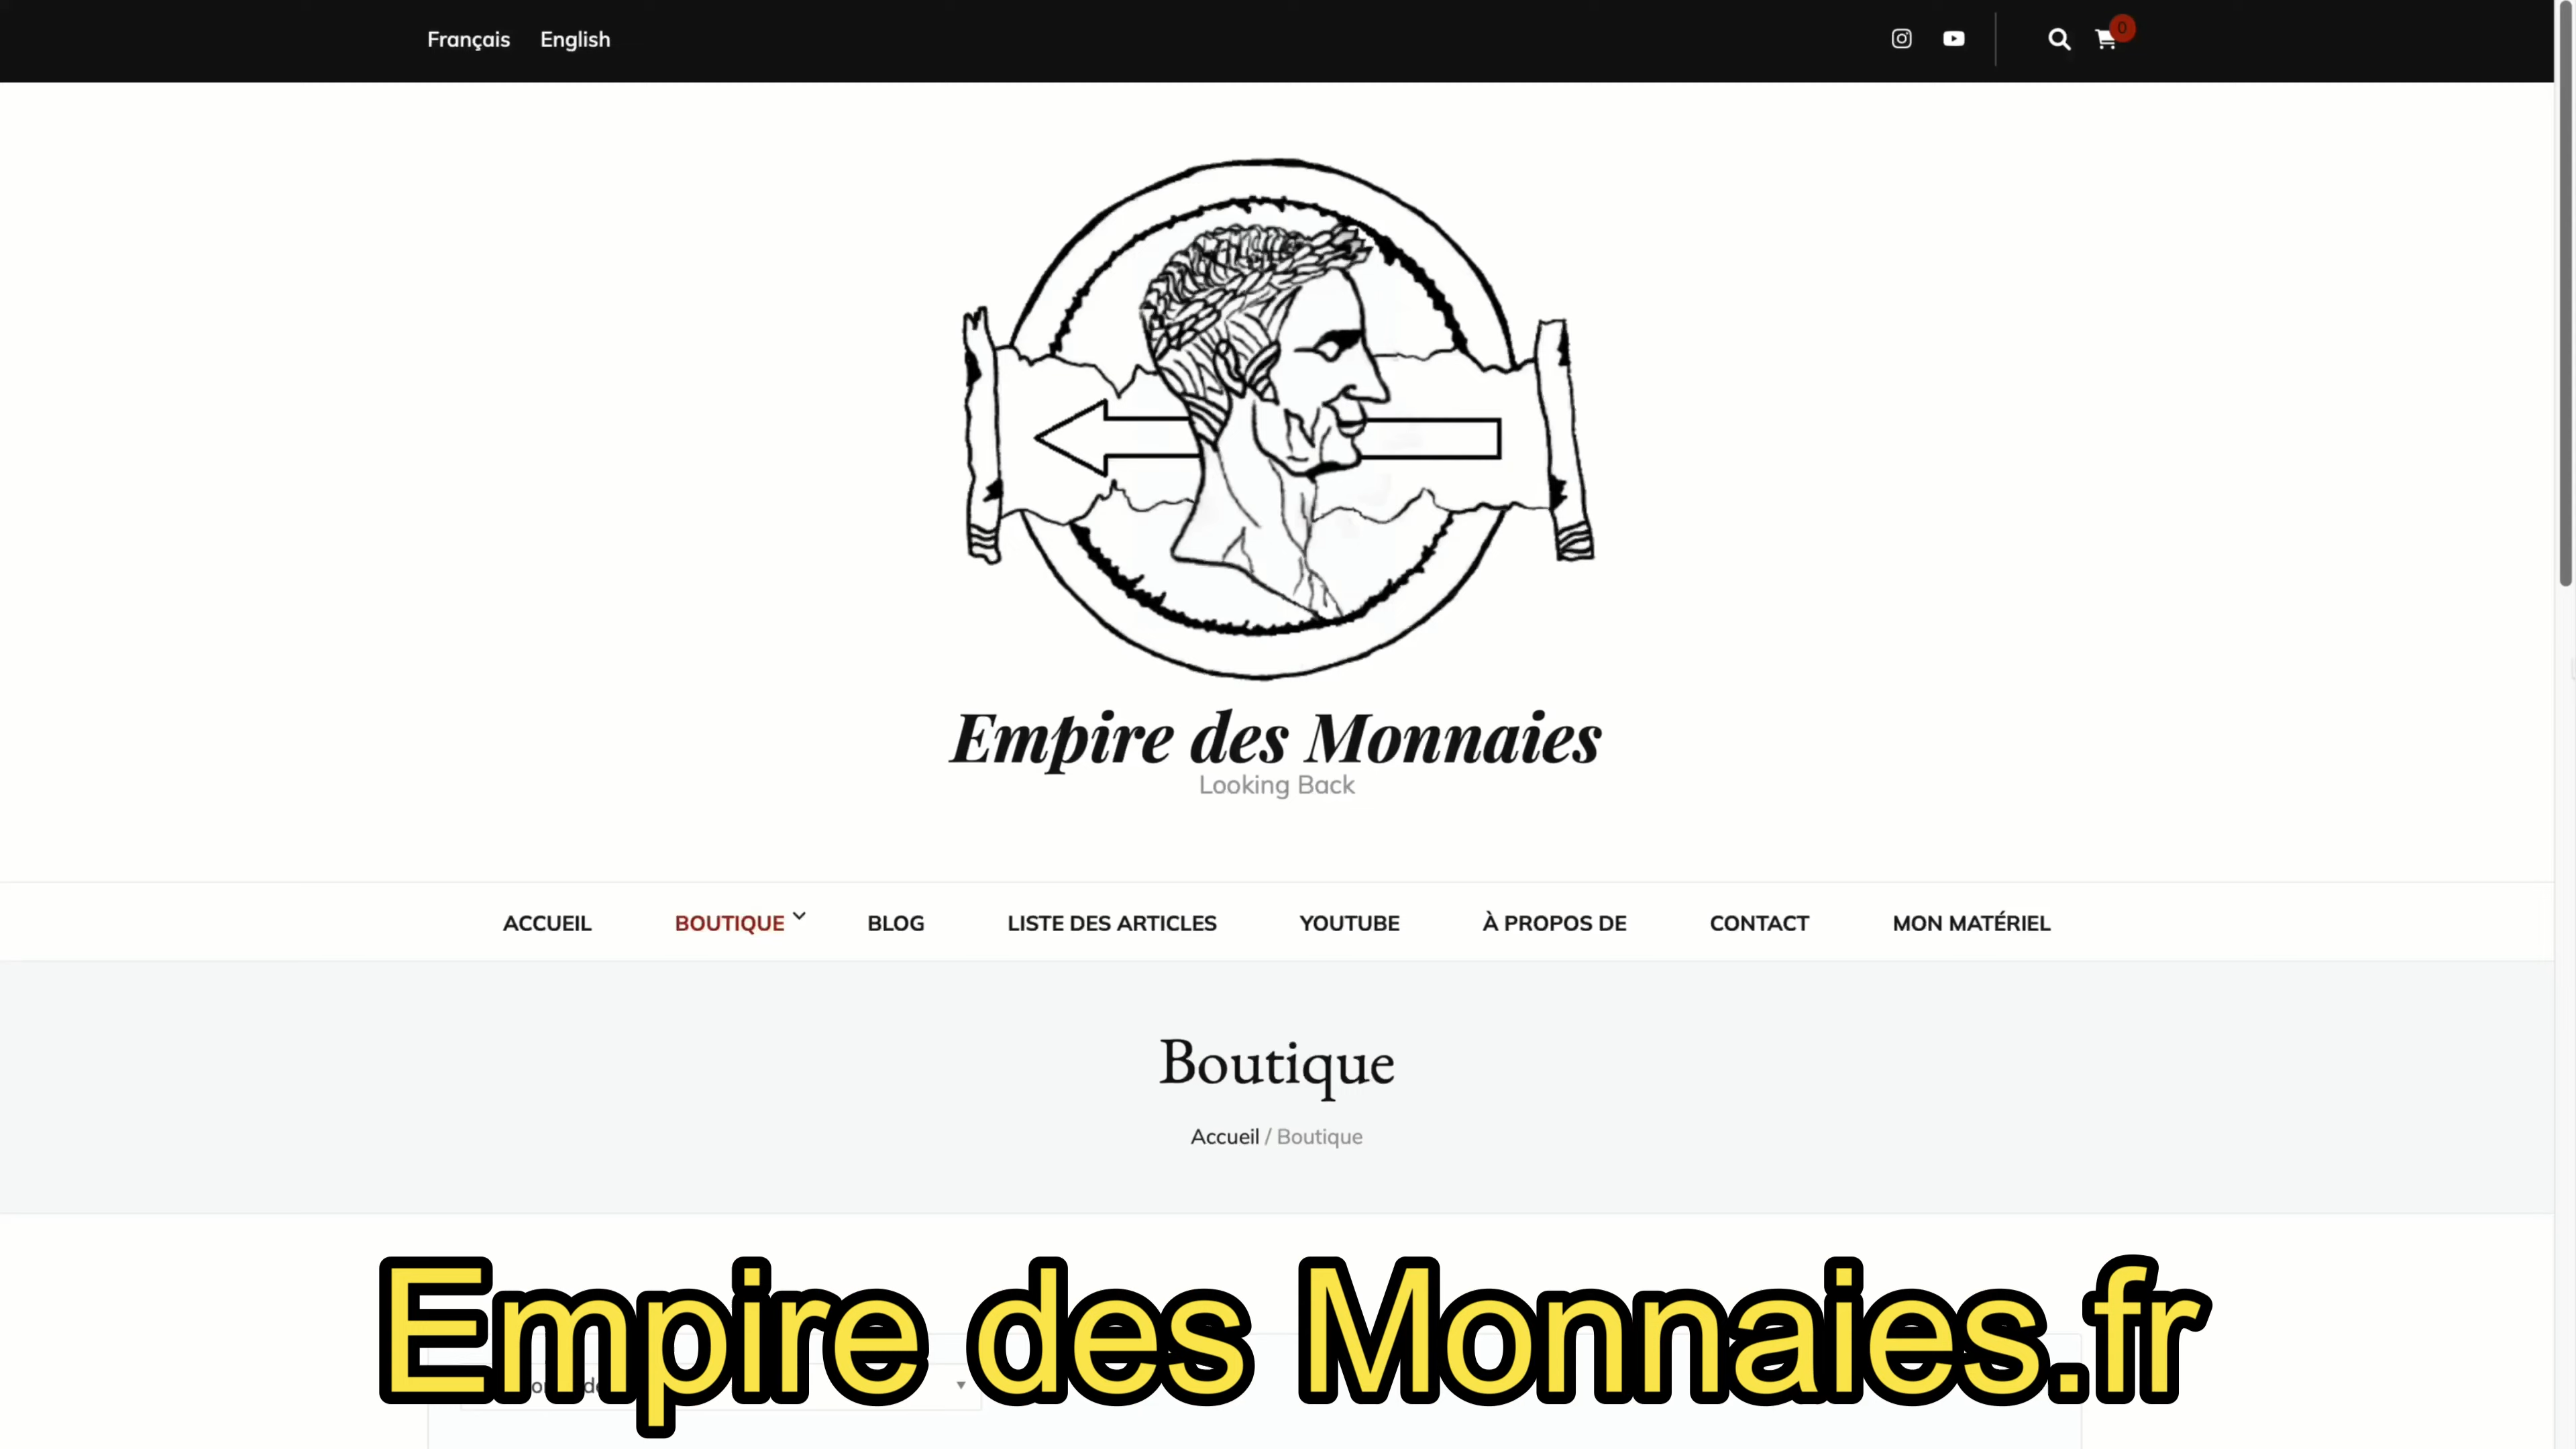 Français English
0
Empire des Monnaies
Looking Back
ACCUEIL BOUTIQUE BLOG LISTE DES ARTICLES YOUTUBE À PROPOS DE CONTACT MON MATÉRIEL
Boutique
Accueil / Boutique
Empire des Monnaies.fr